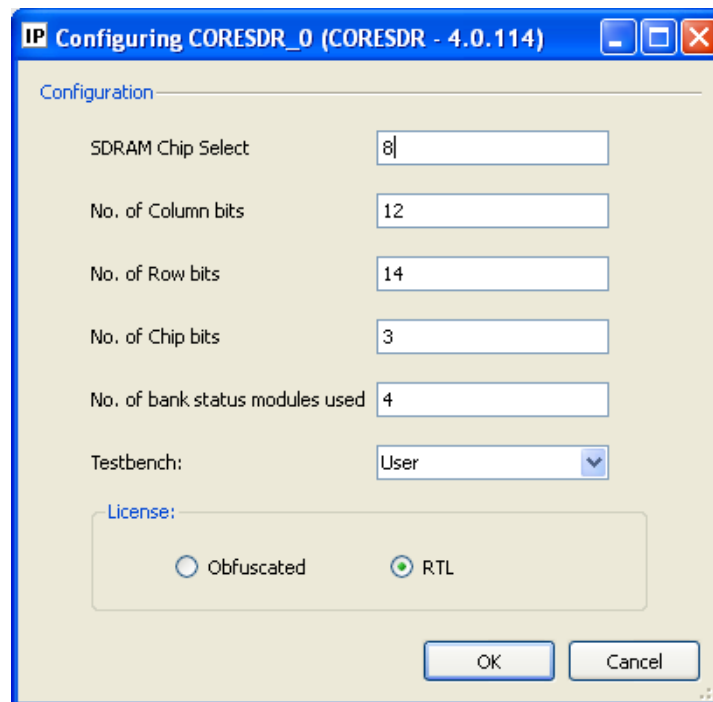 IP Configuring CORESDR_0 (CORESDR - 4.0.114)
Configuration
SDRAM Chip Select 8
No. of Column bits 12
No. of Row bits 14
No. of Chip bits 3
No. of bank status modules used 4
Testbench: User
License:
Obfuscated RTL
OK Cancel